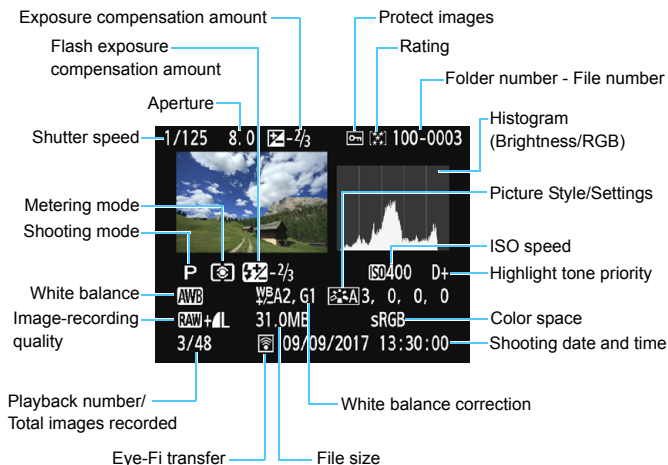 Exposure compensation amount
Protect images
Flash exposure
compensation amount
Rating
Folder number - File number
Aperture
Histogram
(Brightness/RGB)
Shutter speed
1/125 8.0 -2/3 100-0003
Picture Style/Settings
Metering mode
Shooting mode
ISO speed
P -2/3 ISO400 D+
Highlight tone priority
White balance
AWB WB A2, G1 A 3, 0, 0, 0
Image-recording
quality
RAW+L 31.0MB sRGB
Color space
3/48 09/09/2017 13:30:00
Shooting date and time
Playback number/
Total images recorded
White balance correction
Eye-Fi transfer
File size